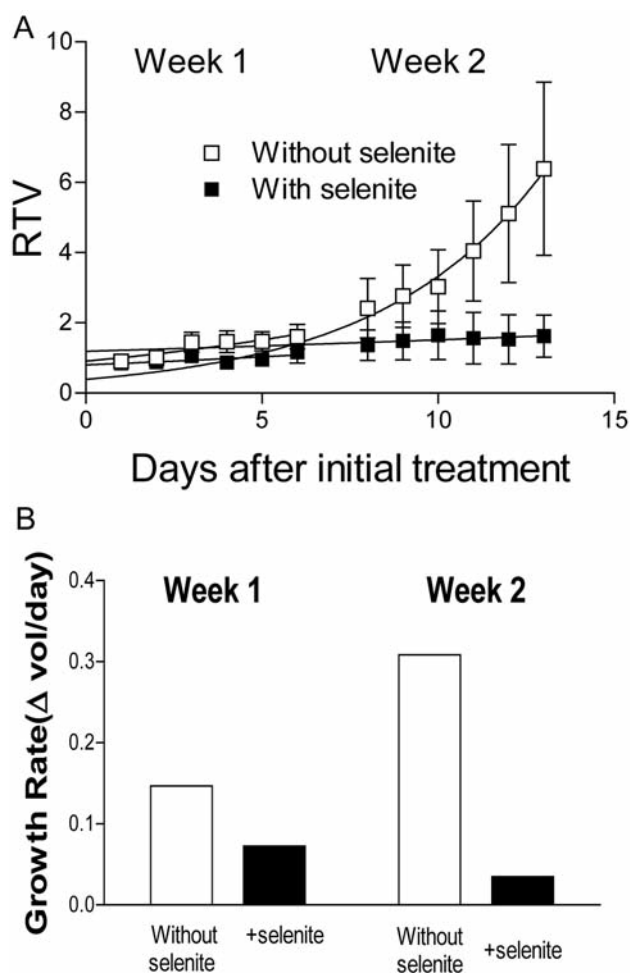 A
10
Week 1 Week 2
8
Without selenite
With selenite
6
RTV
4
2
0
0 5 10 15
Days after initial treatment
B
0.4
Week 1 Week 2
0.3
Growth Rate(Δ vol/day)
0.2
0.1
0.0
Without
selenite
+selenite
Without
selenite
+selenite